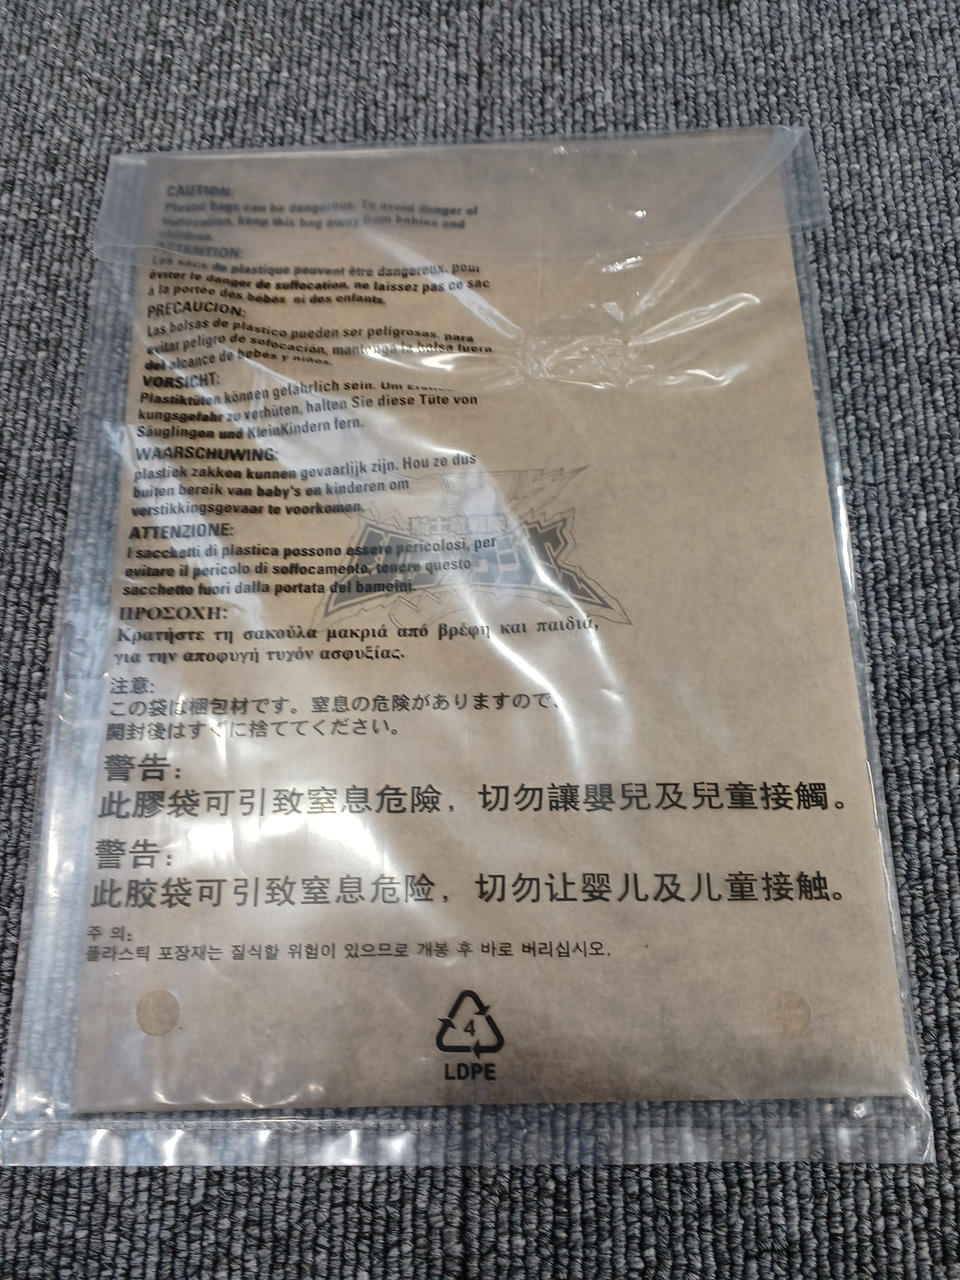 CAUTION:
Plastic bags can be dangerous. To avoid danger of
suffocation, keep this bag away from babies and
children.
ATTENTION:
Les sacs de plastique peuvent être dangereux. pour
éviter le danger de suffocation, ne laissez pas ce sac
à la portée des bébés ni des enfants.
PRECAUCION:
Las bolsas de plastico pueden ser peligrosas. para
evitar peligro de sofocación, mantenga la bolsa fuera
del alcance de bebés y niños.
VORSICHT:
Plastiktüten können gefährlich sein. Um
kungsgefahr zu verhüten, halten Sie diese Tüte von
Säuglingen und KleinKindern fern.
WAARSCHUWING:
plastiek zakken kunnen gevaarlijk zijn. Hou ze dus
buiten bereik van baby's en kinderen om
verstikkingsgevaar te voorkomen.
ATTENZIONE:
I sacchetti di plastica possono essere pericolosi, per
evitare il pericolo di soffocamento, tenere questo
sacchetto fuori dalla portata del bameini.
ΠΡΟΣΟΧΗ:
Κρατήστε τη σακούλα μακριά από βρέφη και παιδιά,
για την αποφυγή τυχόν ασφυξίας.
注意:
この袋は梱包材です。窒息の危険がありますので、
開封後はすぐに捨ててください。
警告:
此膠袋可引致窒息危險，切勿讓嬰兒及兒童接觸。
警告:
此胶袋可引致窒息危险，切勿让婴儿及儿童接触。
주 의:
플라스틱 포장재는 질식할 위험이 있으므로 개봉 후 바로 버리십시오.
4
LDPE